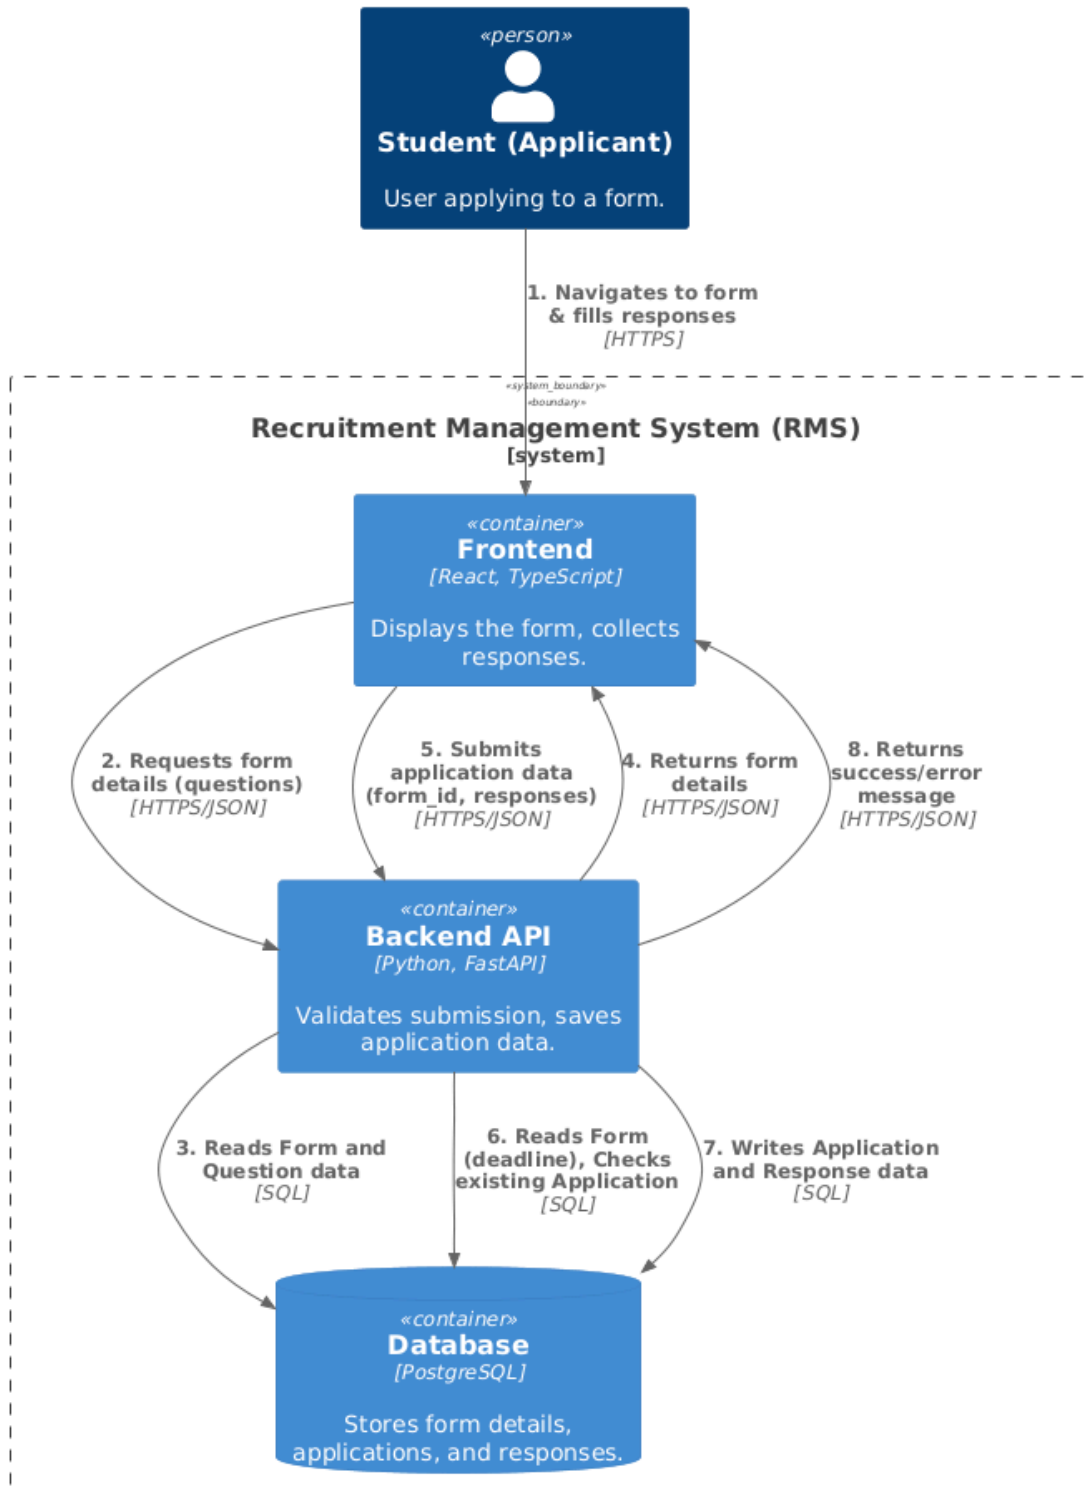 «person»
Student (Applicant)
User applying to a form.
1. Navigates to form
& fills responses
[HTTPS]
«system_boundary»
«boundary»
Recruitment Management System (RMS)
[system]
«container»
Frontend
[React, TypeScript]
Displays the form, collects
responses.
2. Requests form
details (questions)
[HTTPS/JSON]
5. Submits
application data
(form_id, responses)
[HTTPS/JSON]
4. Returns form
details
[HTTPS/JSON]
8. Returns
success/error
message
[HTTPS/JSON]
«container»
Backend API
[Python, FastAPI]
Validates submission, saves
application data.
3. Reads Form and
Question data
[SQL]
6. Reads Form
(deadline), Checks
existing Application
[SQL]
7. Writes Application
and Response data
[SQL]
«container»
Database
[PostgreSQL]
Stores form details,
applications, and responses.